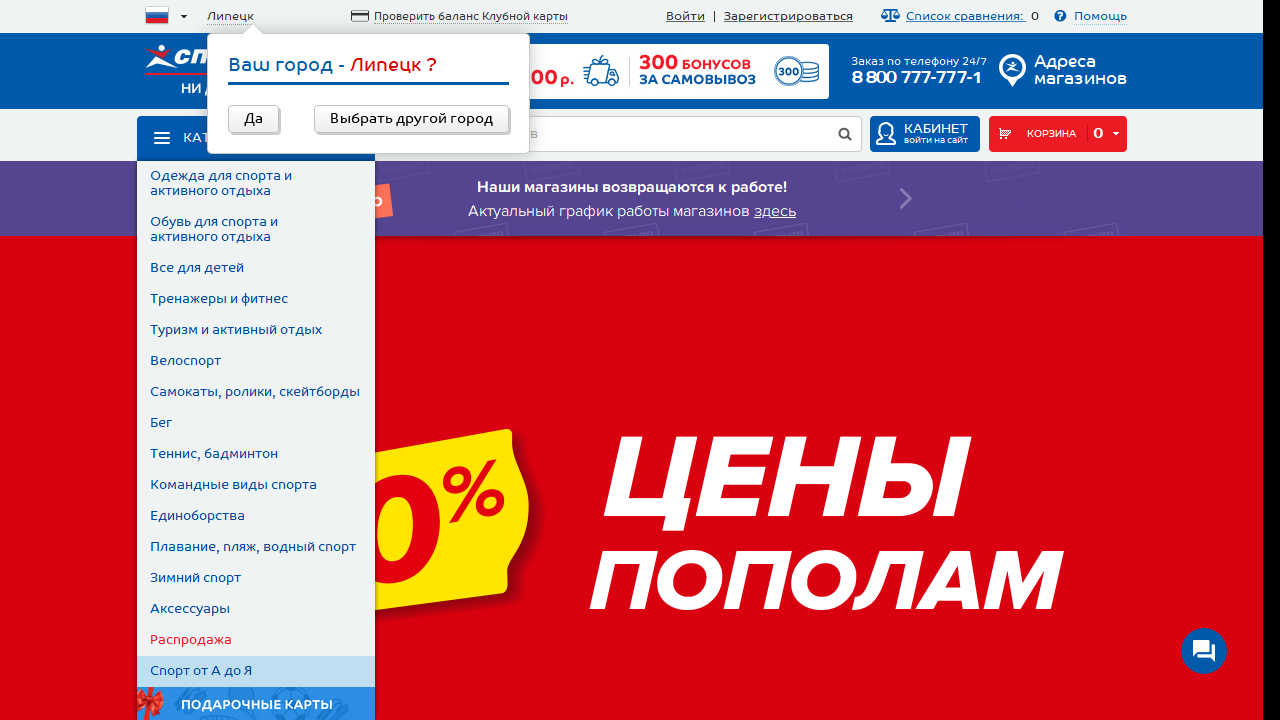 Липецк
Проверить баланс Клубной карты
Войти | Зарегистрироваться
Список сравнения: 0
Помощь
Ваш город - Липецк ?
Да
Выбрать другой город
НИ
00 р.
300 БОНУСОВ
ЗА САМОВЫВОЗ
300
Заказ по телефону 24/7
8 800 777-777-1
Адреса
магазинов
КАБИНЕТ
войти на сайт
КОРЗИНА 0
Наши магазины возвращаются к работе!
Актуальный график работы магазинов здесь
Одежда для спорта и
активного отдыха
Обувь для спорта и
активного отдыха
Все для детей
Тренажеры и фитнес
Туризм и активный отдых
Велоспорт
Самокаты, ролики, скейтборды
Бег
Теннис, бадминтон
Командные виды спорта
Единоборства
Плавание, пляж, водный спорт
Зимний спорт
Аксессуары
Распродажа
Спорт от А до Я
ПОДАРОЧНЫЕ КАРТЫ
0%
ЦЕНЫ
ПОПОЛАМ